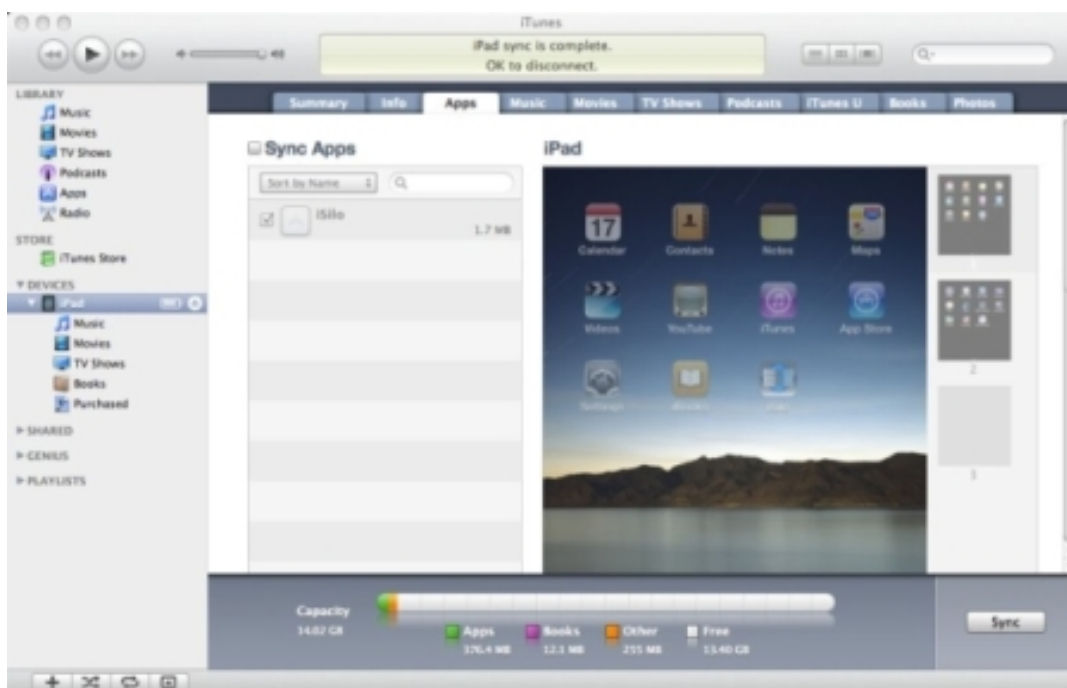 iTunes
iPad sync is complete.
OK to disconnect.
LIBRARY
Music
Movies
TV Shows
Podcasts
Apps
Radio
STORE
iTunes Store
DEVICES
iPad
Music
Movies
TV Shows
Books
Purchased
SHARED
GENIUS
PLAYLISTS
Summary Info Apps Music Movies TV Shows Podcasts iTunes U Books Photos
Sync Apps
Sort by Name
iSilo
1.7 MB
iPad
17
Calendar Contacts Notes Maps
Videos YouTube iTunes App Store
Settings iBooks iSilo
1
2
3
Capacity
14.02 GB
Apps Books Other Free
376.4 MB 12.1 MB 255 MB 13.40 GB
Sync